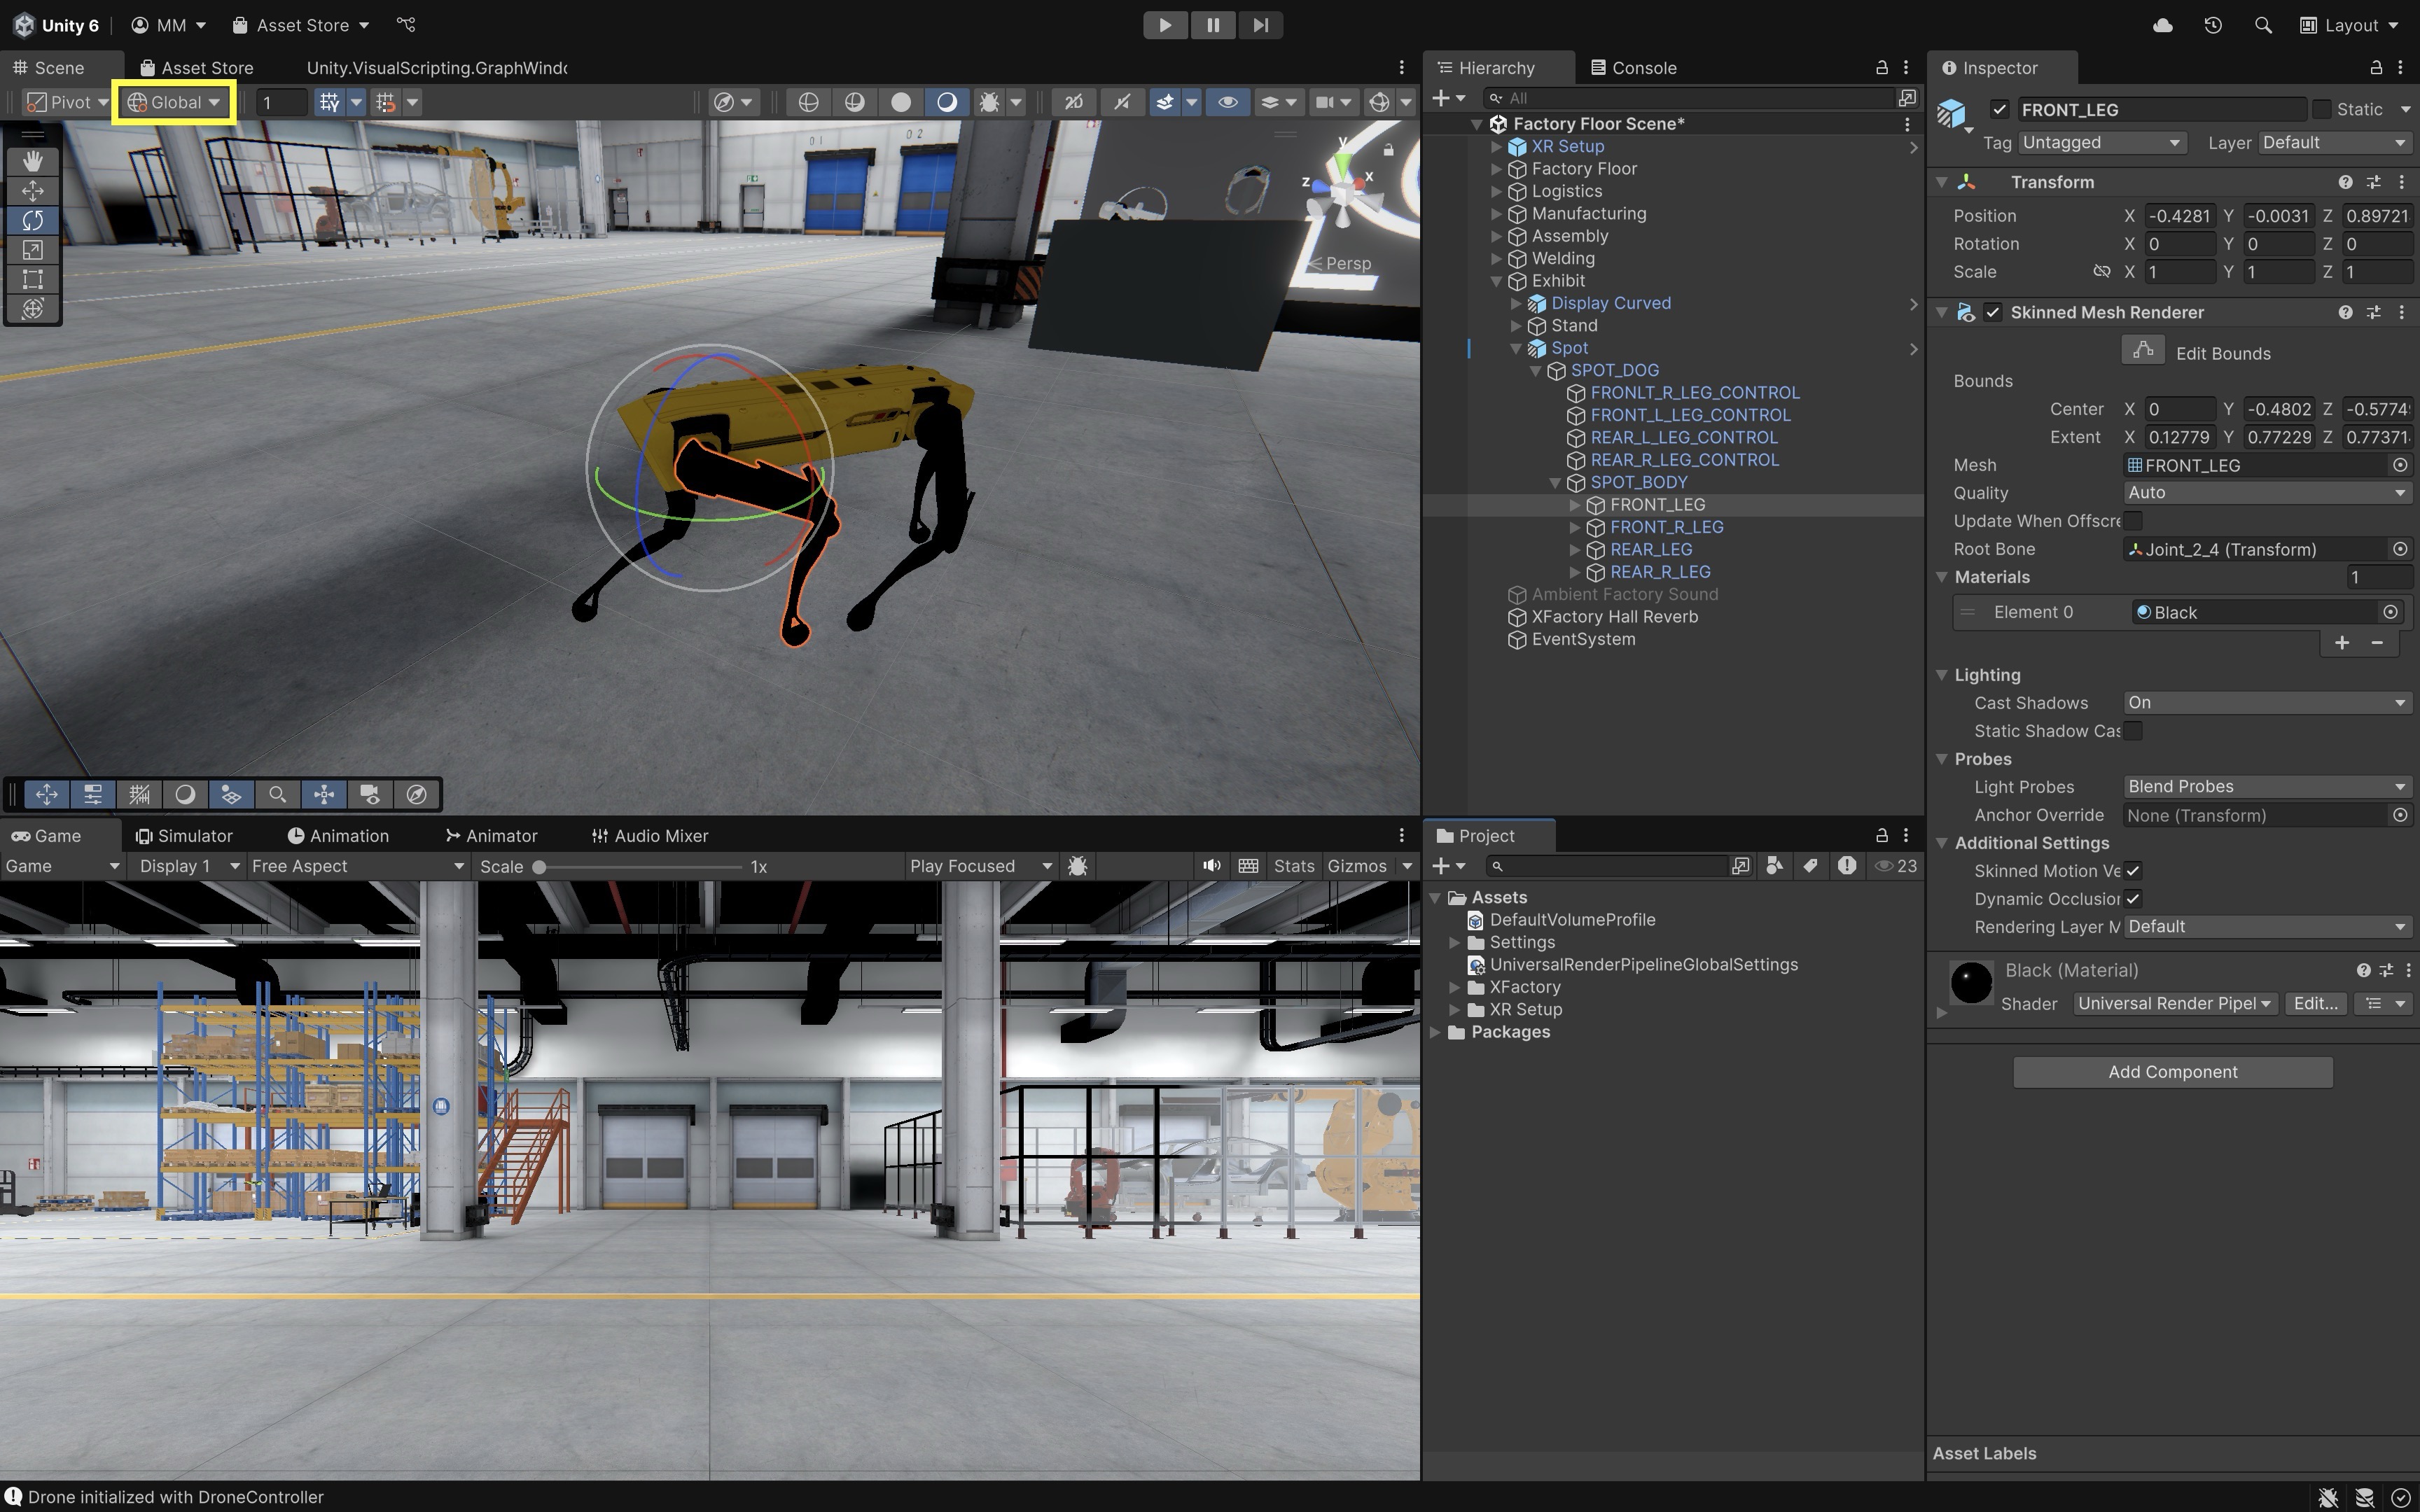 Unity 6
MM
Asset Store
Layout
Scene
Asset Store
Unity.VisualScripting.GraphWindo
Pivot
Global
1
2D
01
02
y
x
z
Persp
Hierarchy
Console
All
Factory Floor Scene*
XR Setup
Factory Floor
Logistics
Manufacturing
Assembly
Welding
Exhibit
Display Curved
Stand
Spot
SPOT_DOG
FRONLT_R_LEG_CONTROL
FRONT_L_LEG_CONTROL
REAR_L_LEG_CONTROL
REAR_R_LEG_CONTROL
SPOT_BODY
FRONT_LEG
FRONT_R_LEG
REAR_LEG
REAR_R_LEG
Ambient Factory Sound
XFactory Hall Reverb
EventSystem
Inspector
FRONT_LEG
Static
Tag Untagged Layer Default
Transform
Position X -0.4281 Y -0.0031 Z 0.89721
Rotation X 0 Y 0 Z 0
Scale X 1 Y 1 Z 1
Skinned Mesh Renderer
Edit Bounds
Bounds
Center X 0 Y -0.4802 Z -0.5774
Extent X 0.12779 Y 0.77229 Z 0.77371
Mesh FRONT_LEG
Quality Auto
Update When Offscre
Root Bone Joint_2_4 (Transform)
Materials 1
Element 0 Black
Lighting
Cast Shadows On
Static Shadow Cas
Probes
Light Probes Blend Probes
Anchor Override None (Transform)
Additional Settings
Skinned Motion Ve
Dynamic Occlusion
Rendering Layer M Default
Black (Material)
Shader Universal Render Pipel Edit...
Add Component
Asset Labels
Game
Simulator
Animation
Animator
Audio Mixer
Game Display 1 Free Aspect Scale 1x Play Focused Stats Gizmos
Project
23
Assets
DefaultVolumeProfile
Settings
UniversalRenderPipelineGlobalSettings
XFactory
XR Setup
Packages
Drone initialized with DroneController